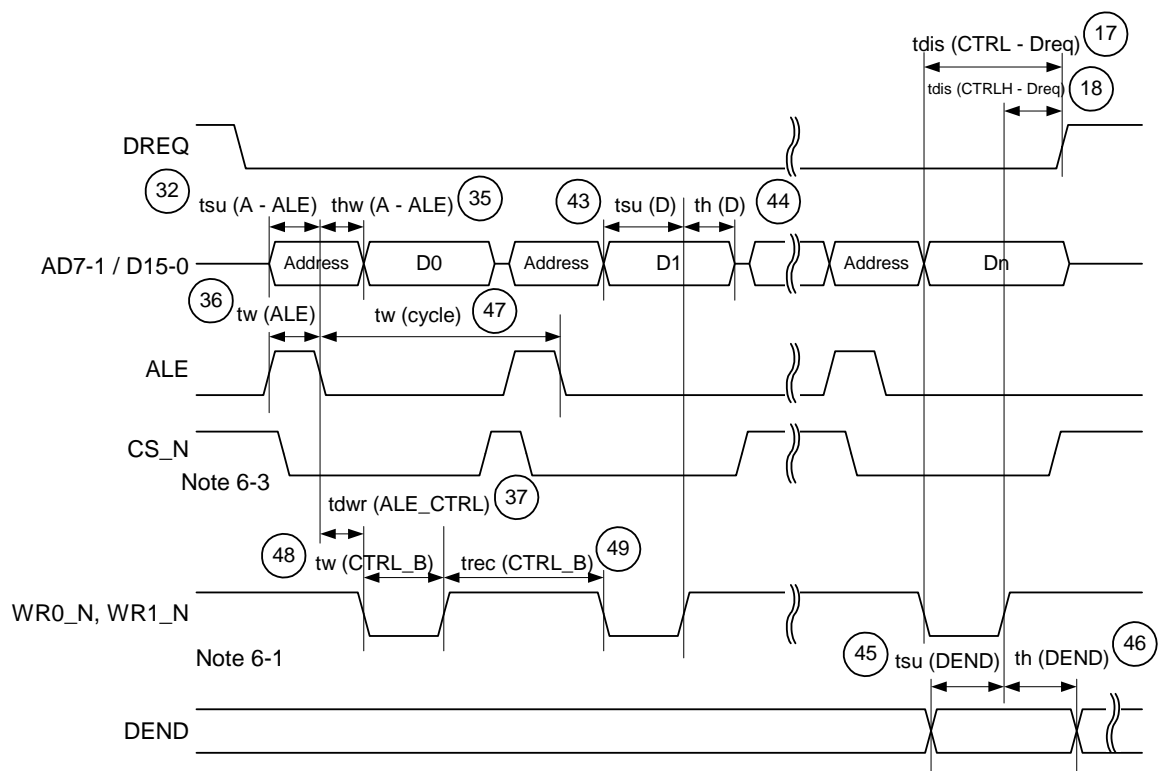 tdis (CTRL - Dreq) 17
tdis (CTRLH - Dreq) 18
DREQ
32 tsu (A - ALE) thw (A - ALE) 35 43 tsu (D) th (D) 44
AD7-1 / D15-0 Address D0 Address D1 Address Dn
36 tw (ALE) tw (cycle) 47
ALE
CS_N
Note 6-3
tdwr (ALE_CTRL) 37
48 tw (CTRL_B) trec (CTRL_B) 49
WR0_N, WR1_N
Note 6-1
45 tsu (DEND) th (DEND) 46
DEND